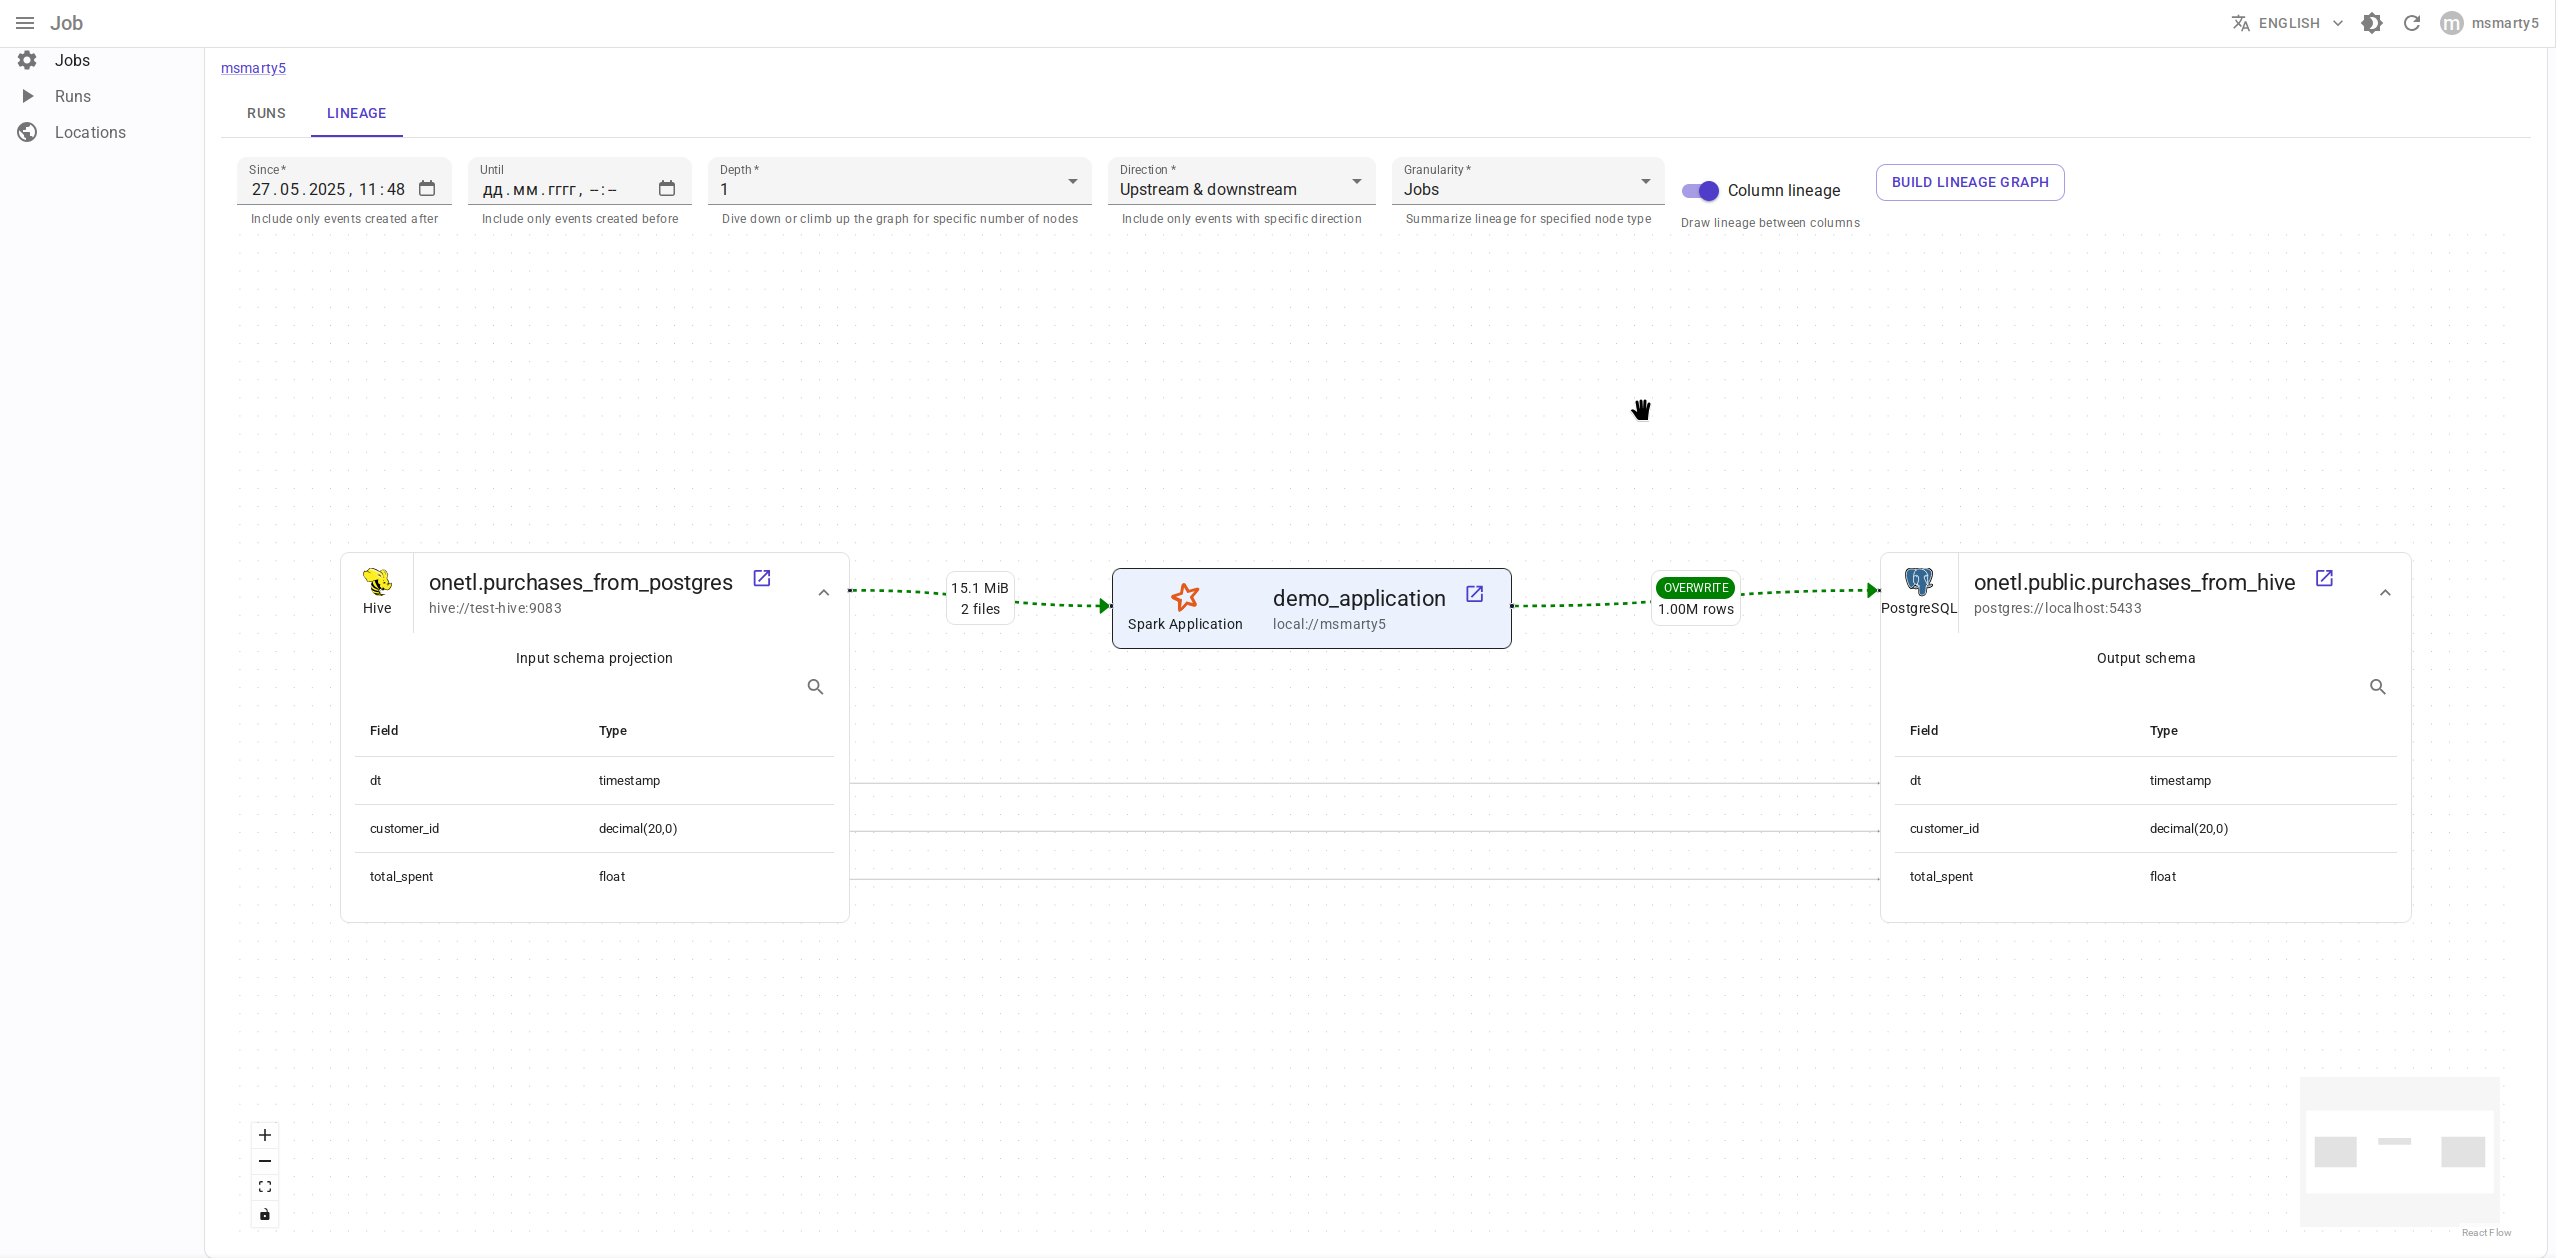 Job
ENGLISH
m
msmarty5
Jobs
Runs
Locations
msmarty5
RUNS
LINEAGE
Since*
27.05.2025, 11:48
Include only events created after
Until
дд.мм.гггг, --:--
Include only events created before
Depth*
1
Dive down or climb up the graph for specific number of nodes
Direction *
Upstream & downstream
Include only events with specific direction
Granularity *
Jobs
Summarize lineage for specified node type
Column lineage
Draw lineage between columns
BUILD LINEAGE GRAPH
Hive
onetl.purchases_from_postgres
hive://test-hive:9083
Input schema projection
Field Type
dt timestamp
customer_id decimal(20,0)
total_spent float
15.1 MiB
2 files
Spark Application
demo_application
local://msmarty5
OVERWRITE
1.00M rows
PostgreSQL
onetl.public.purchases_from_hive
postgres://localhost:5433
Output schema
Field Type
dt timestamp
customer_id decimal(20,0)
total_spent float
React Flow